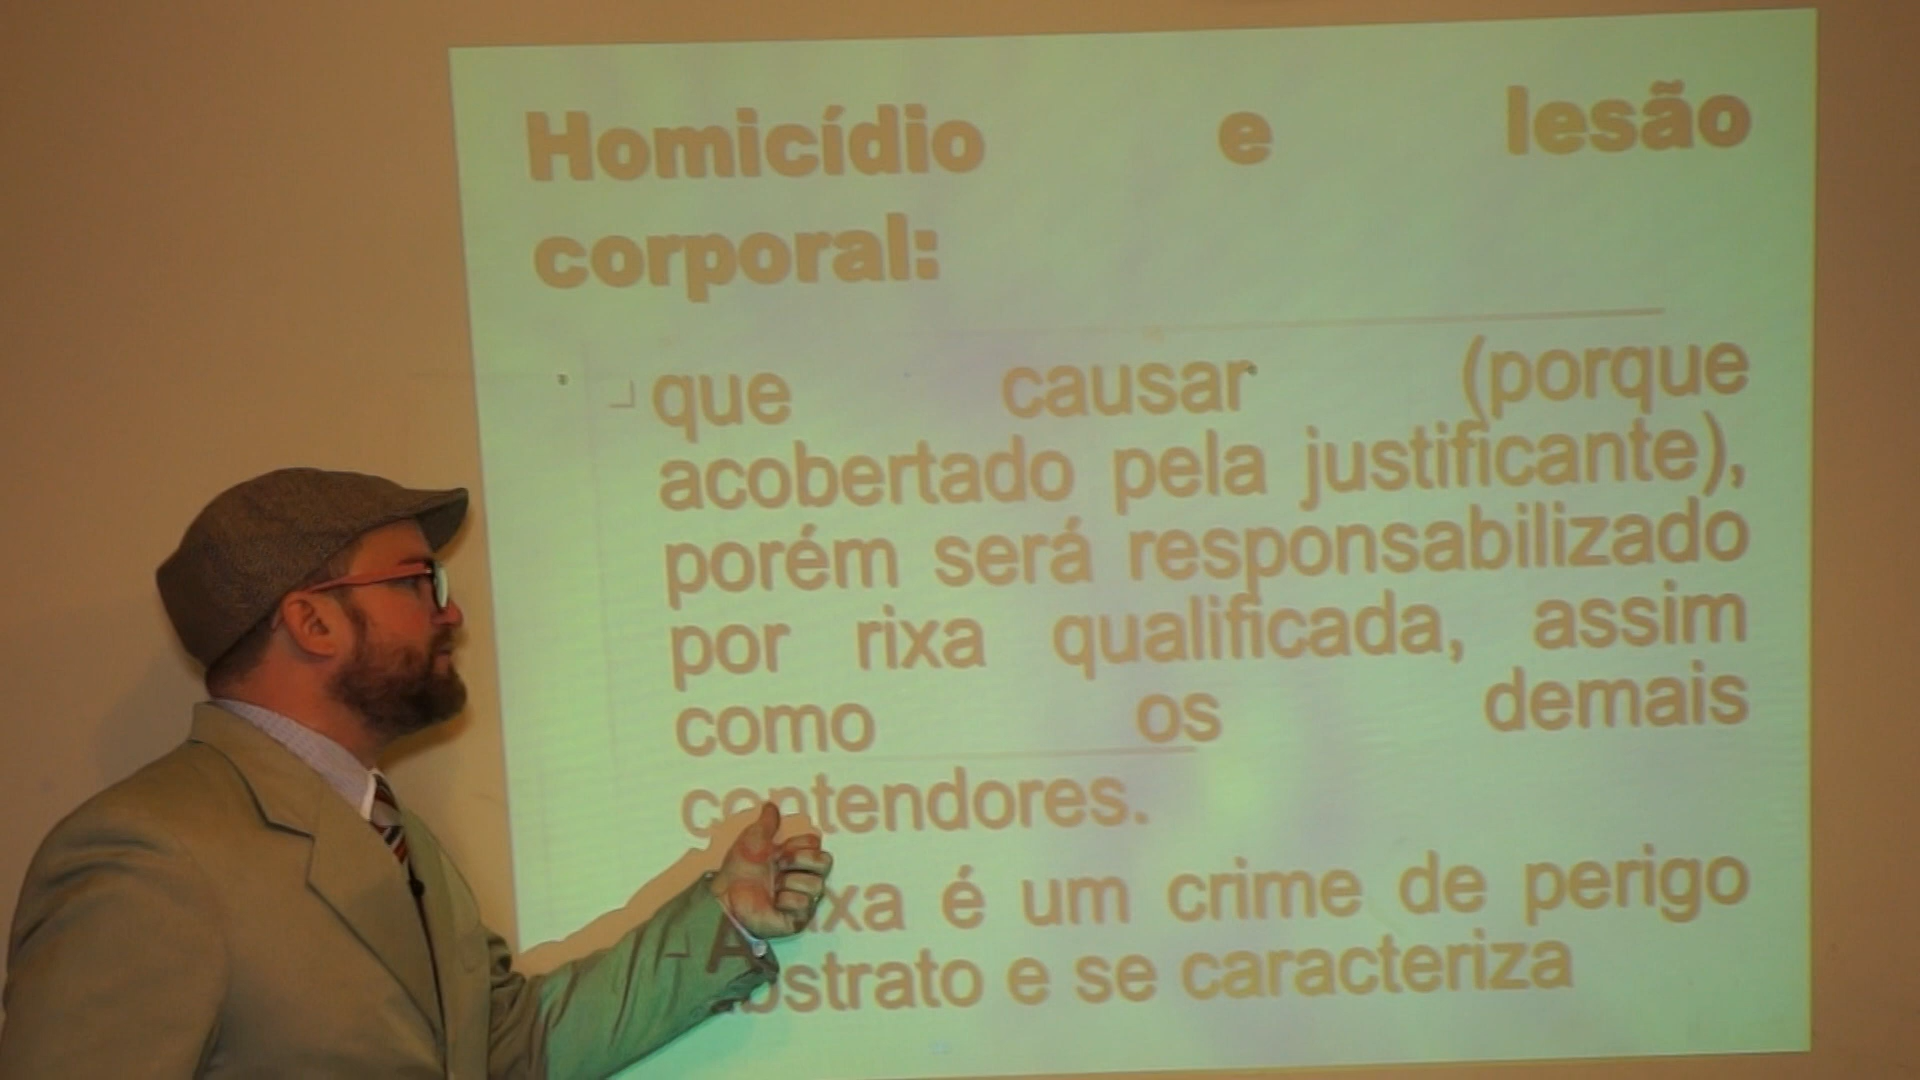 Homicídio e lesão
corporal:
que causar (porque
acobertado pela justificante),
porém será responsabilizado
por rixa qualificada, assim
como os demais
contendores.
A é um crime de perigo
e se caracteriza